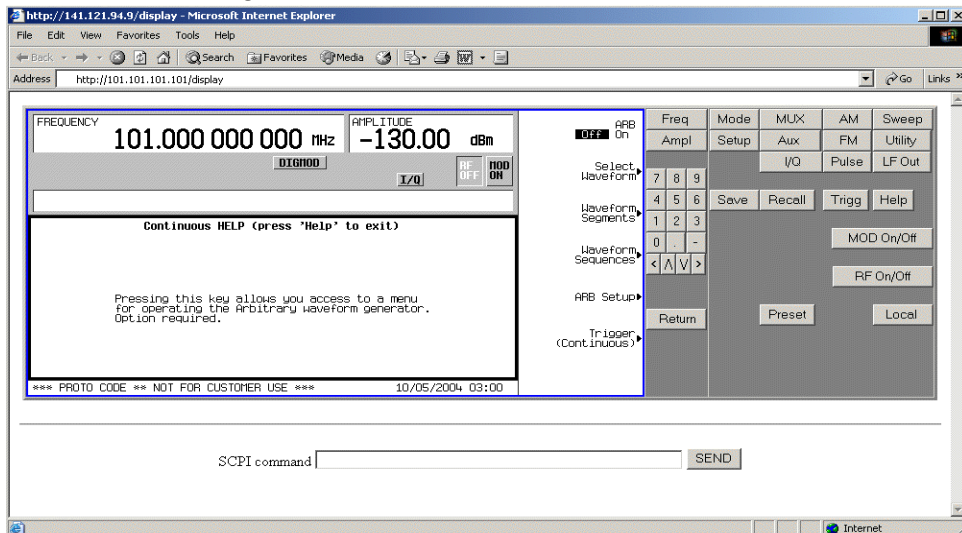 http://141.121.94.9/display - Microsoft Internet Explorer
File Edit View Favorites Tools Help
Back Search Favorites Media
Address http://101.101.101.101/display Go Links »
FREQUENCY
101.000 000 000 MHz
AMPLITUDE
-130.00 dBm
DIGMOD
I/Q
RF OFF
MOD ON
Continuous HELP (press 'Help' to exit)
Pressing this key allows you access to a menu
for operating the Arbitrary waveform generator.
Option required.
*** PROTO CODE ** NOT FOR CUSTOMER USE *** 10/05/2004 03:00
ARB
Off On
Select
Waveform
Waveform
Segments
Waveform
Sequences
ARB Setup
Trigger
(Continuous)
Freq Mode MUX AM Sweep
Ampl Setup Aux FM Utility
I/Q Pulse LF Out
7 8 9
4 5 6 Save Recall Trigg Help
1 2 3
0 . - MOD On/Off
< Λ V >
RF On/Off
Return Preset Local
SCPI command SEND
Internet